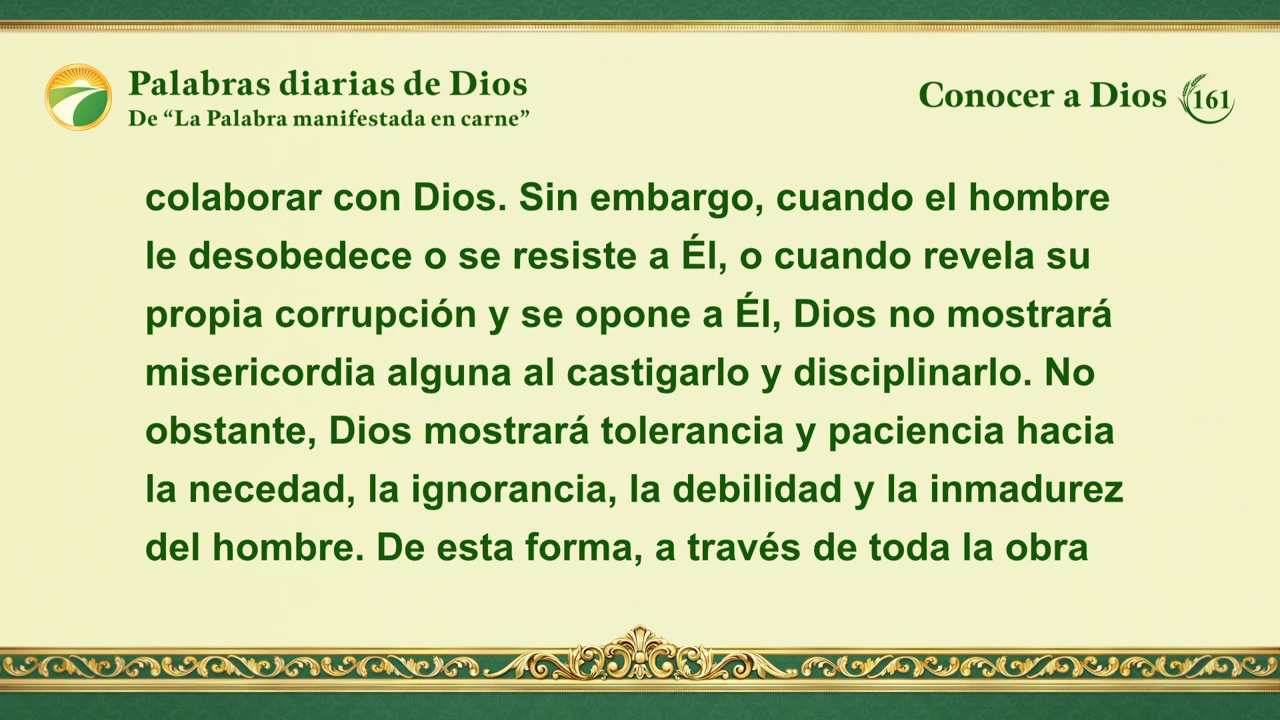 Palabras diarias de Dios
De “La Palabra manifestada en carne”
Conocer a Dios 161
colaborar con Dios. Sin embargo, cuando el hombre
le desobedece o se resiste a Él, o cuando revela su
propia corrupción y se opone a Él, Dios no mostrará
misericordia alguna al castigarlo y disciplinarlo. No
obstante, Dios mostrará tolerancia y paciencia hacia
la necedad, la ignorancia, la debilidad y la inmadurez
del hombre. De esta forma, a través de toda la obra